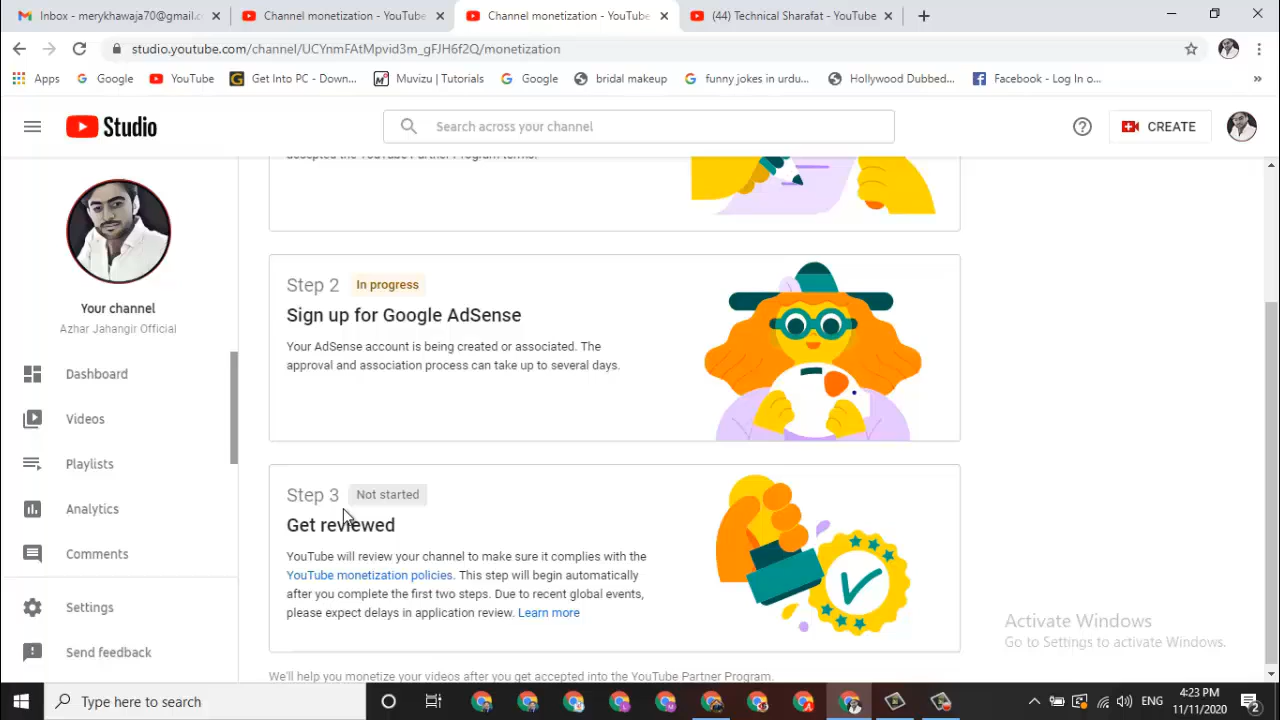 Inbox - merykhawaja70@gmail.c
Channel monetization - YouTube
Channel monetization - YouTube
(44) Technical Sharafat - YouTube
studio.youtube.com/channel/UCYnmFAtMpvid3m_gFJH6f2Q/monetization
Apps
Google
YouTube
Get Into PC - Down...
Muvizu | Tutorials
Google
bridal makeup
funny jokes in urdu...
Hollywood Dubbed...
Facebook - Log In o...
Studio
Search across your channel
CREATE
accepted the YouTube Partner Program terms.
Your channel
Azhar Jahangir Official
Dashboard
Videos
Playlists
Analytics
Comments
Settings
Send feedback
Step 2 In progress
Sign up for Google AdSense
Your AdSense account is being created or associated. The
approval and association process can take up to several days.
Step 3 Not started
Get reviewed
YouTube will review your channel to make sure it complies with the
YouTube monetization policies. This step will begin automatically
after you complete the first two steps. Due to recent global events,
please expect delays in application review. Learn more
We'll help you monetize your videos after you get accepted into the YouTube Partner Program.
Activate Windows
Go to Settings to activate Windows.
Type here to search
ENG
4:23 PM
11/11/2020
2